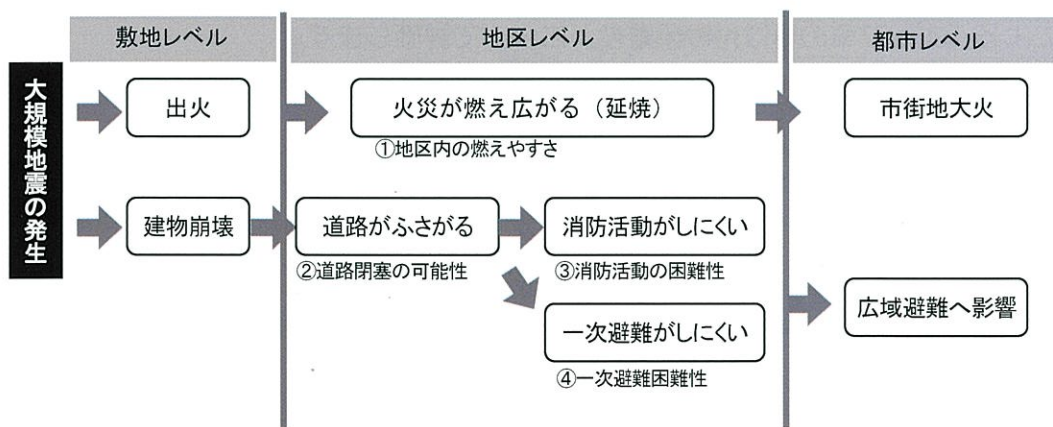 敷地レベル
地区レベル
都市レベル
大規模地震の発生
出火
火災が燃え広がる（延焼）
①地区内の燃えやすさ
市街地大火
建物崩壊
道路がふさがる
②道路閉塞の可能性
消防活動がしにくい
③消防活動の困難性
一次避難がしにくい
④一次避難困難性
広域避難へ影響